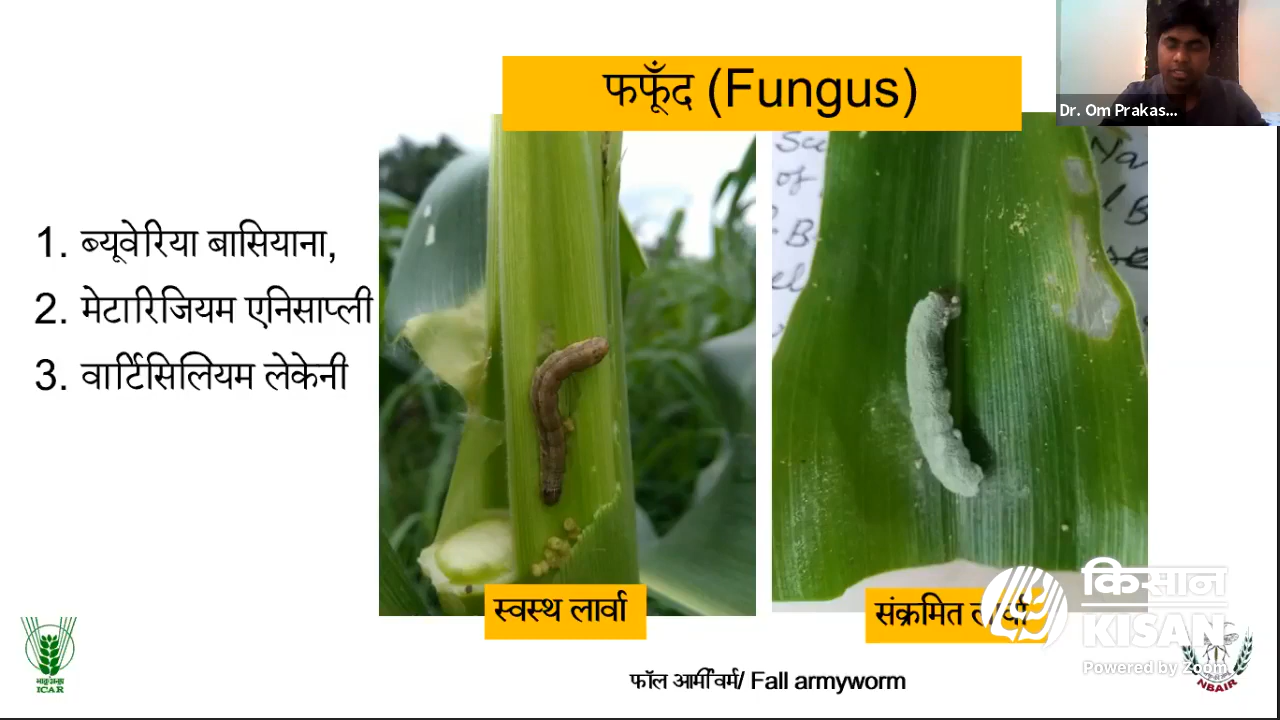 फफूँद (Fungus)
Dr. Om Prakas...
1. ब्यूवेरिया बासियाना,
2. मेटारिजियम एनिसाप्ली
3. वार्टिसिलियम लेकेनी
of
स्वस्थ लार्वा
संक्रमित लार्वा
किसान
KISAN
Powered by Zoom
फॉल आर्मीवर्म/ Fall armyworm
ICAR
NBAIR